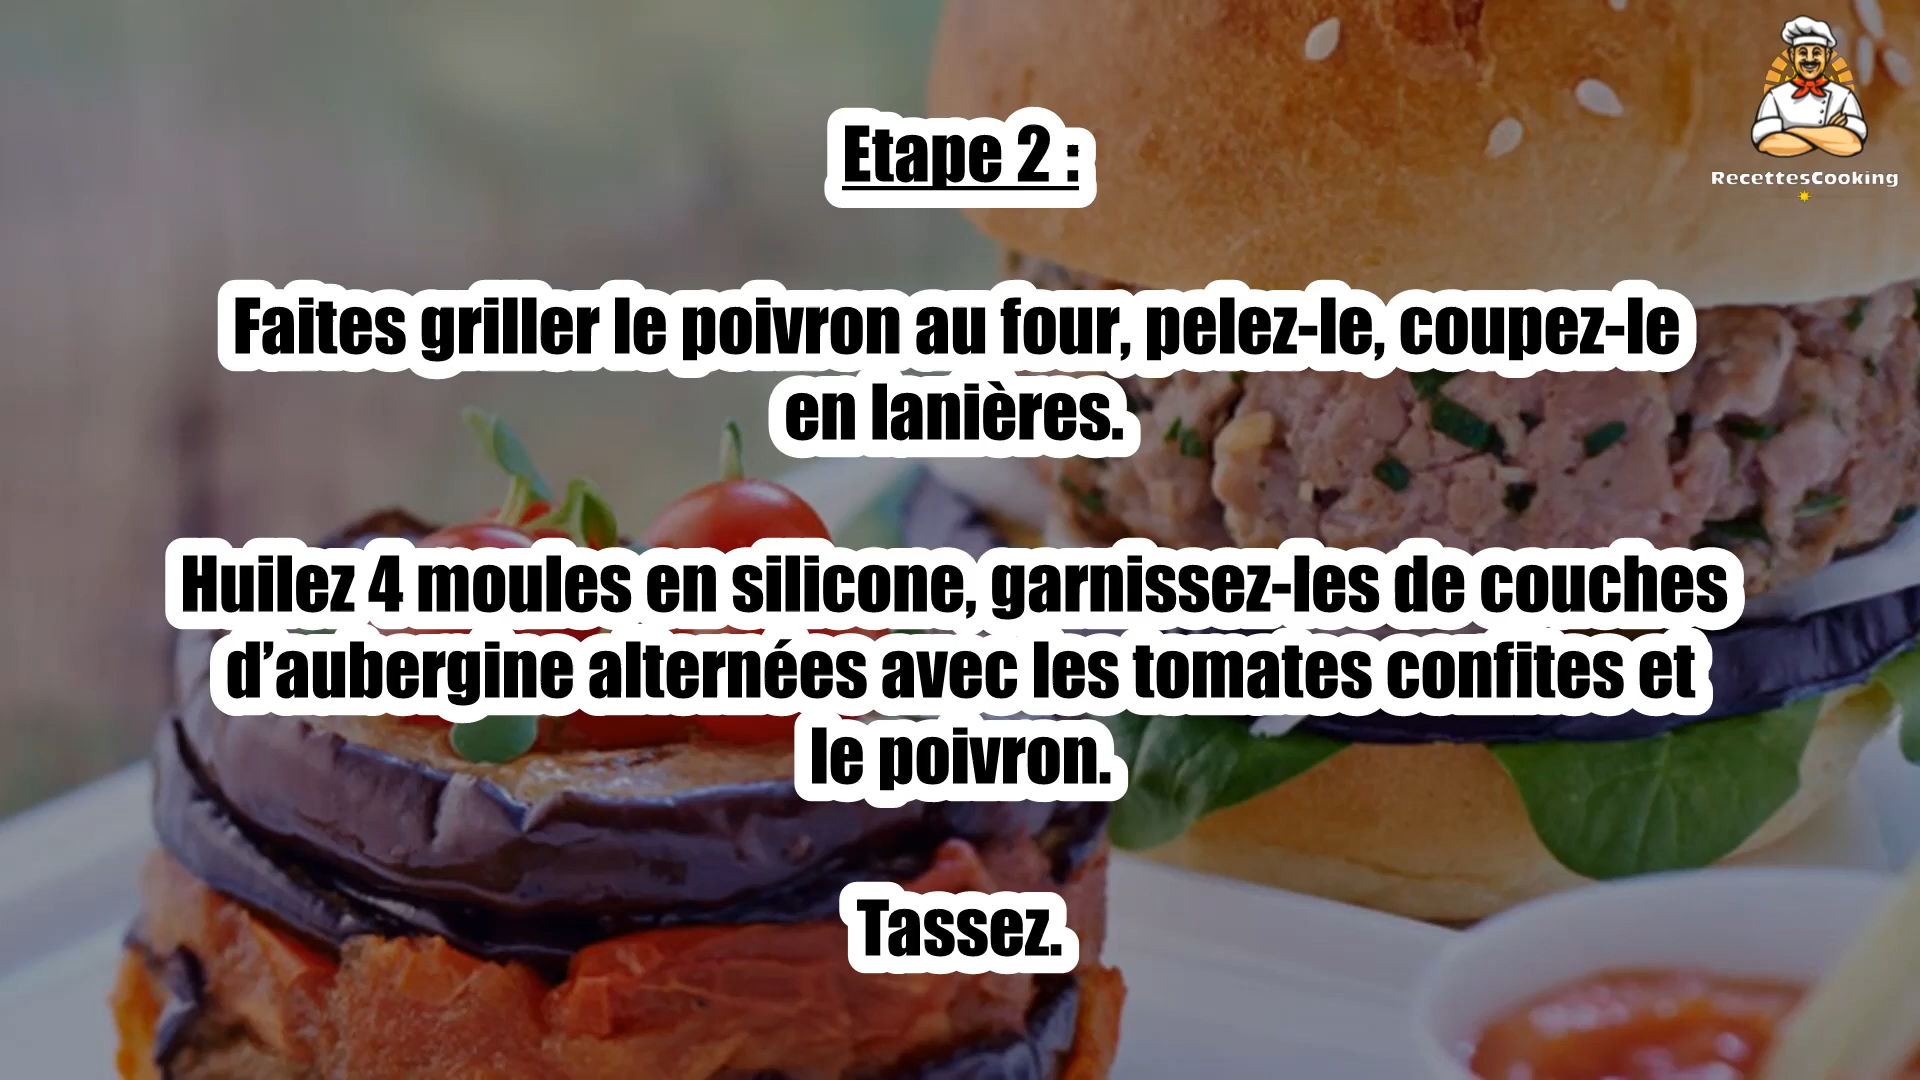 RecettesCooking
Etape 2 :
Faites griller le poivron au four, pelez-le, coupez-le
en lanières.
Huilez 4 moules en silicone, garnissez-les de couches
d’aubergine alternées avec les tomates confites et
le poivron.
Tassez.